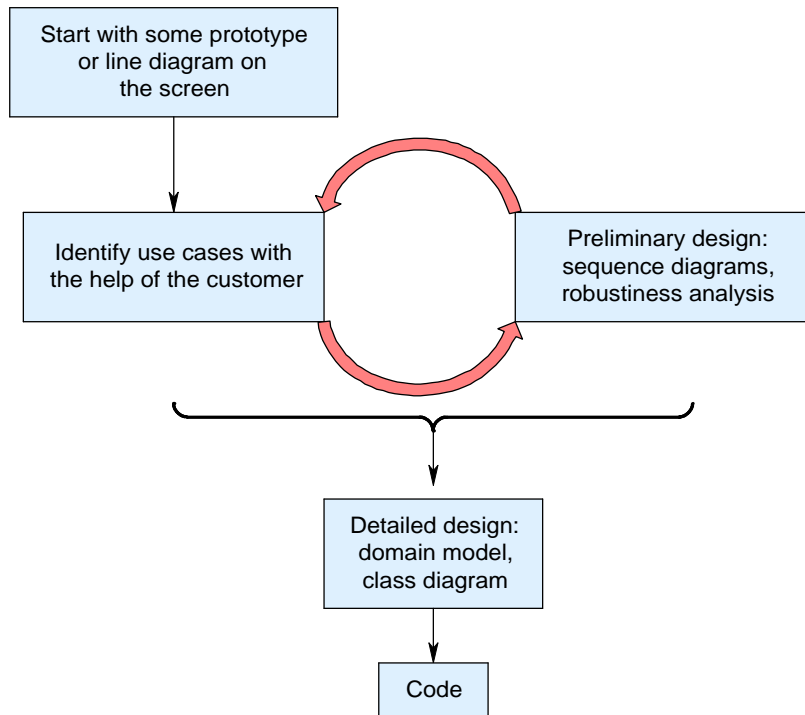 Start with some prototype
or line diagram on
the screen
Identify use cases with
the help of the customer
Preliminary design:
sequence diagrams,
robustiness analysis
Detailed design:
domain model,
class diagram
Code